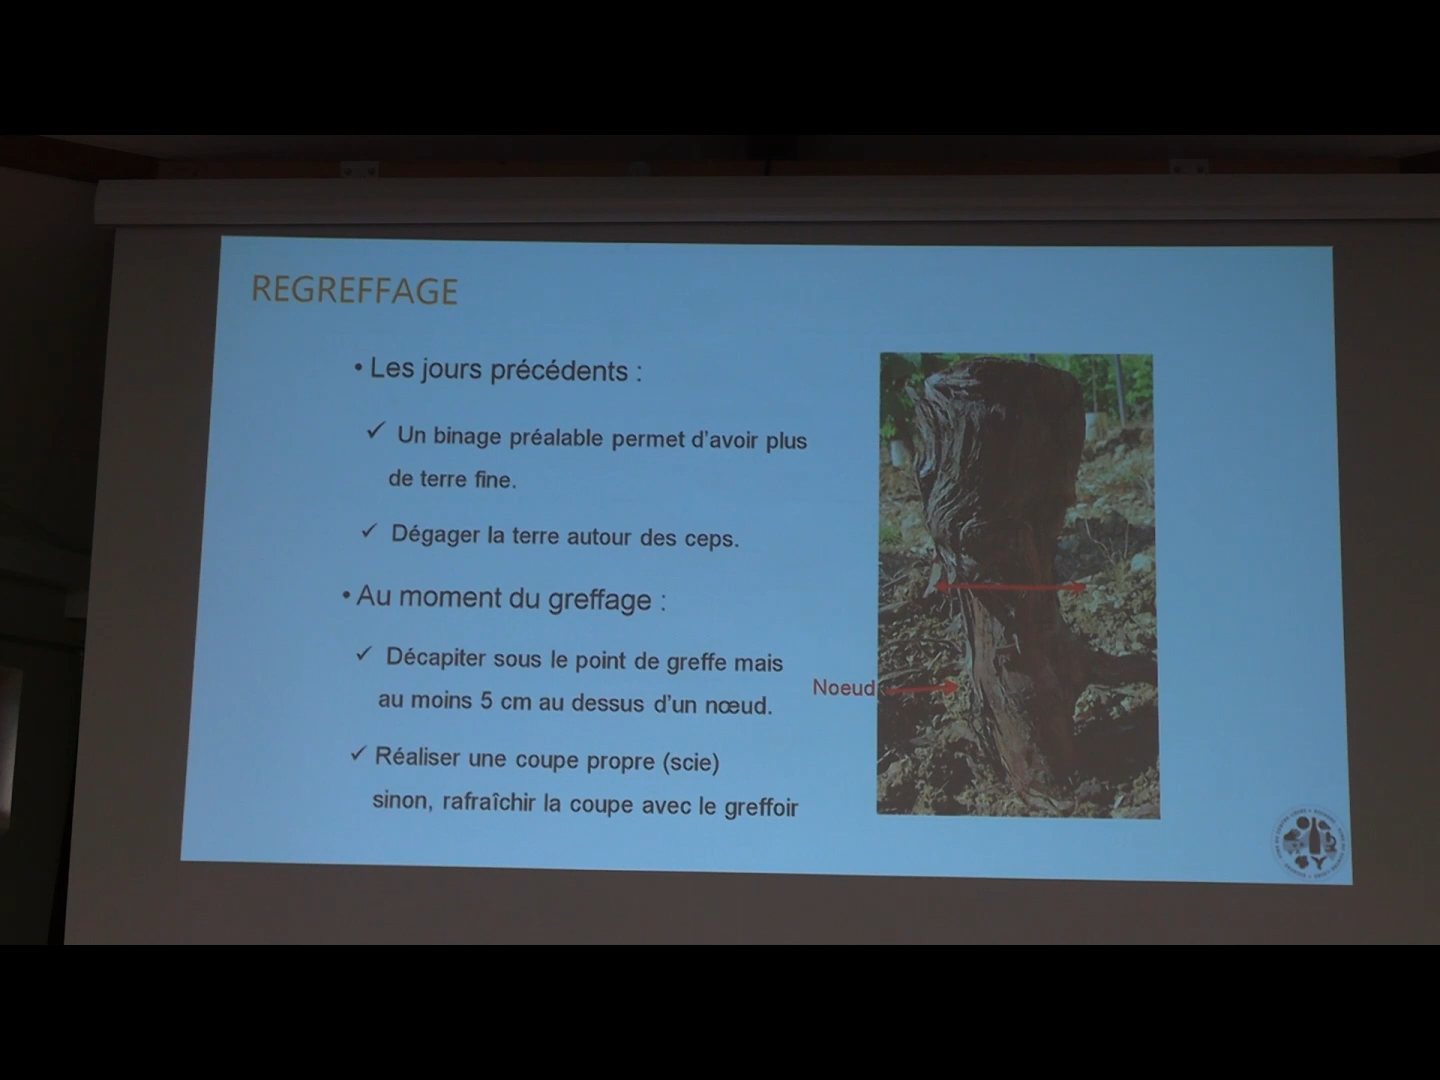 REGREFFAGE
• Les jours précédents :
✓ Un binage préalable permet d'avoir plus
de terre fine.
✓ Dégager la terre autour des ceps.
• Au moment du greffage :
✓ Décapiter sous le point de greffe mais
au moins 5 cm au dessus d'un nœud.
Noeud
✓ Réaliser une coupe propre (scie)
sinon, rafraîchir la coupe avec le greffoir